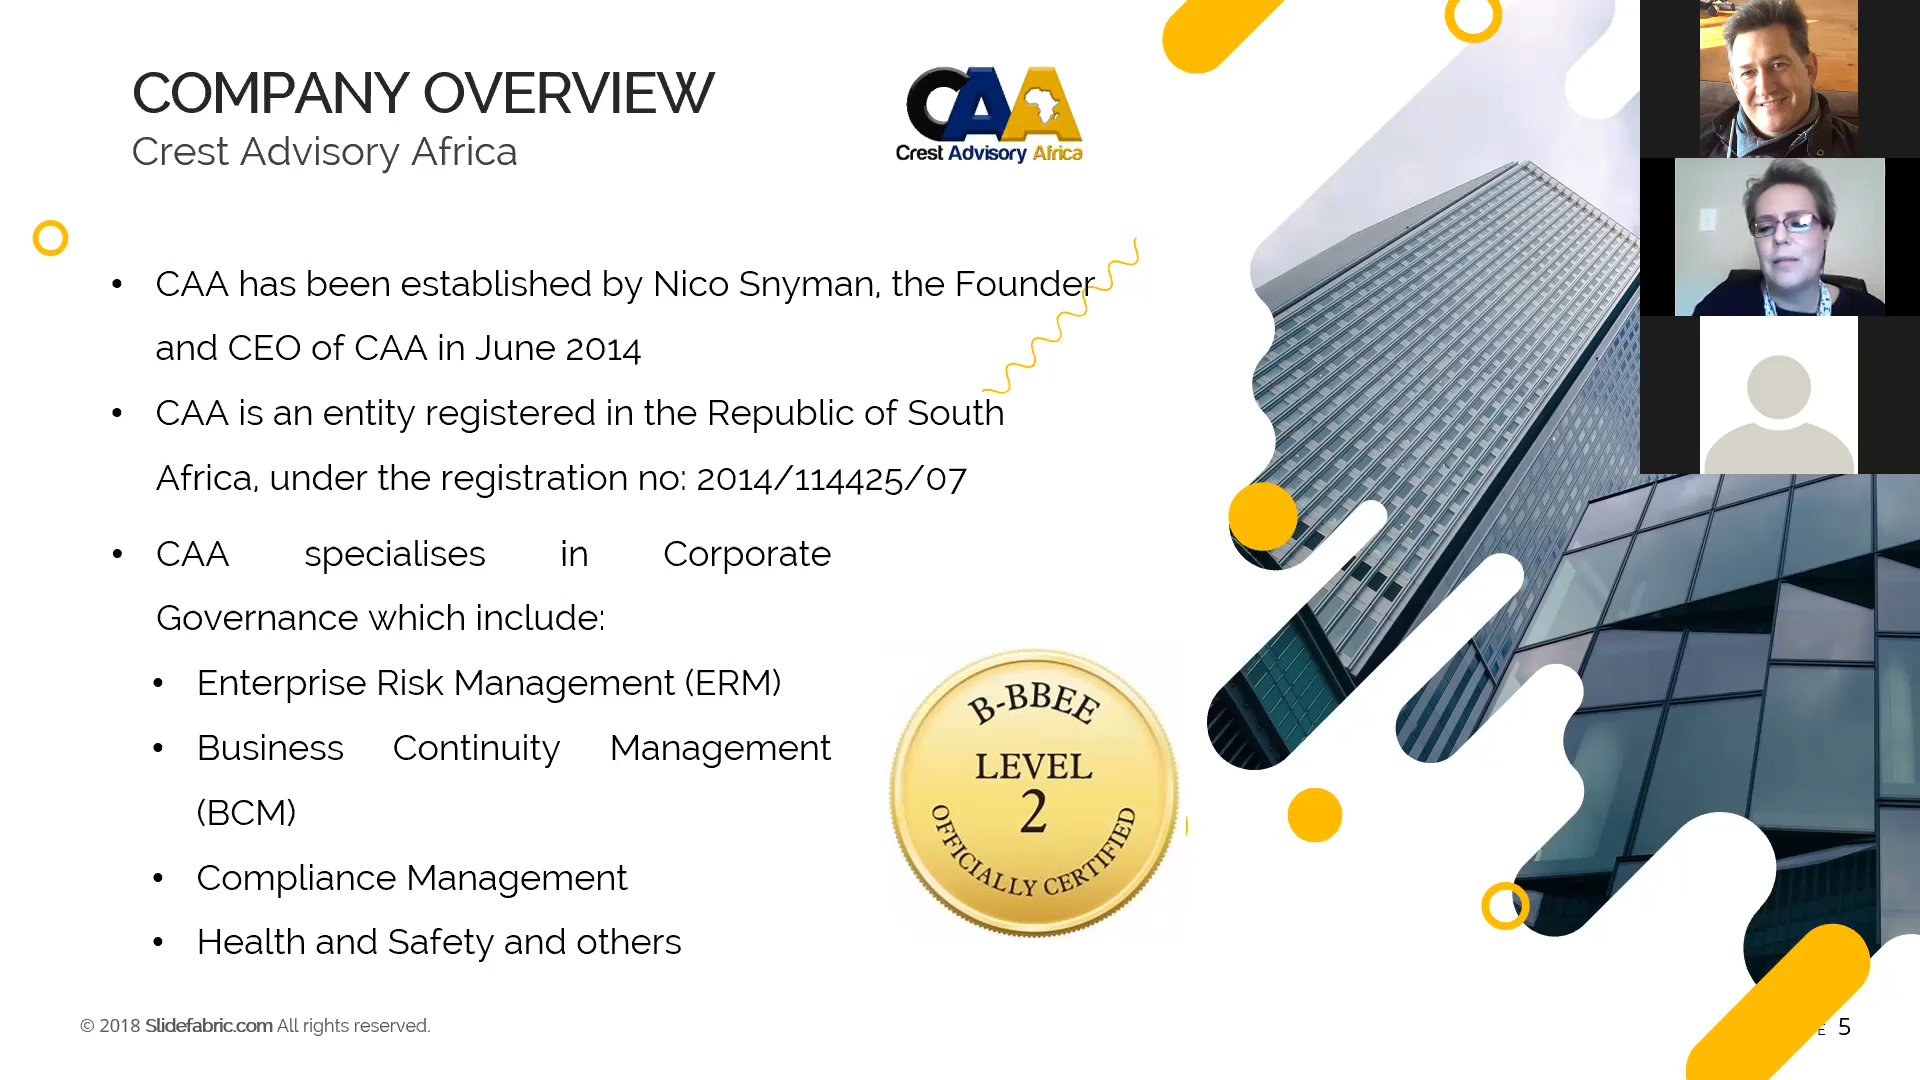 COMPANY OVERVIEW
Crest Advisory Africa
CAA
Crest Advisory Africa
• CAA has been established by Nico Snyman, the Founder
and CEO of CAA in June 2014
• CAA is an entity registered in the Republic of South
Africa, under the registration no: 2014/114425/07
• CAA specialises in Corporate
Governance which include:
• Enterprise Risk Management (ERM)
• Business Continuity Management
(BCM)
• Compliance Management
• Health and Safety and others
B-BBEE
LEVEL
2
OFFICIALLY CERTIFIED
© 2018 Slidefabric.com All rights reserved.
E 5